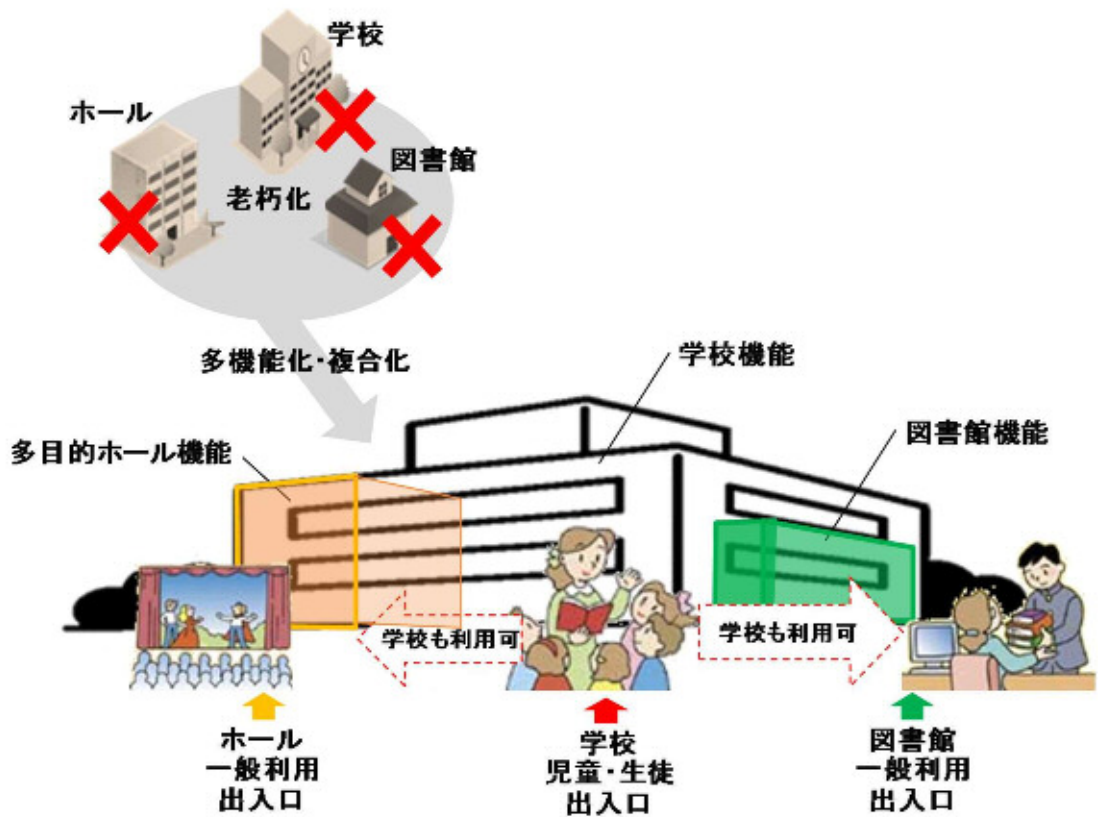 学校
ホール
図書館
老朽化
多機能化・複合化
学校機能
図書館機能
多目的ホール機能
学校も利用可
学校も利用可
ホール
一般利用
出入口
学校
児童・生徒
出入口
図書館
一般利用
出入口